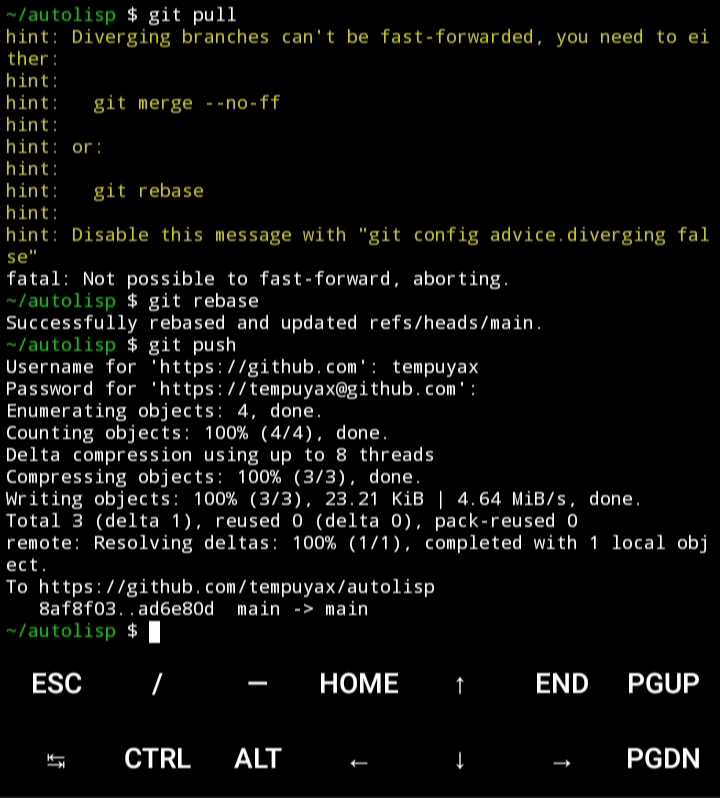 ~/autolisp $ git pull
hint: Diverging branches can't be fast-forwarded, you need to ei
ther:
hint:
hint:   git merge --no-ff
hint:
hint: or:
hint:
hint:   git rebase
hint:
hint: Disable this message with "git config advice.diverging fal
se"
fatal: Not possible to fast-forward, aborting.
~/autolisp $ git rebase
Successfully rebased and updated refs/heads/main.
~/autolisp $ git push
Username for 'https://github.com': tempuyax
Password for 'https://tempuyax@github.com':
Enumerating objects: 4, done.
Counting objects: 100% (4/4), done.
Delta compression using up to 8 threads
Compressing objects: 100% (3/3), done.
Writing objects: 100% (3/3), 23.21 KiB | 4.64 MiB/s, done.
Total 3 (delta 1), reused 0 (delta 0), pack-reused 0
remote: Resolving deltas: 100% (1/1), completed with 1 local obj
ect.
To https://github.com/tempuyax/autolisp
   8af8f03..ad6e80d  main -> main
~/autolisp $
ESC / — HOME ↑ END PGUP
↹ CTRL ALT ← ↓ → PGDN